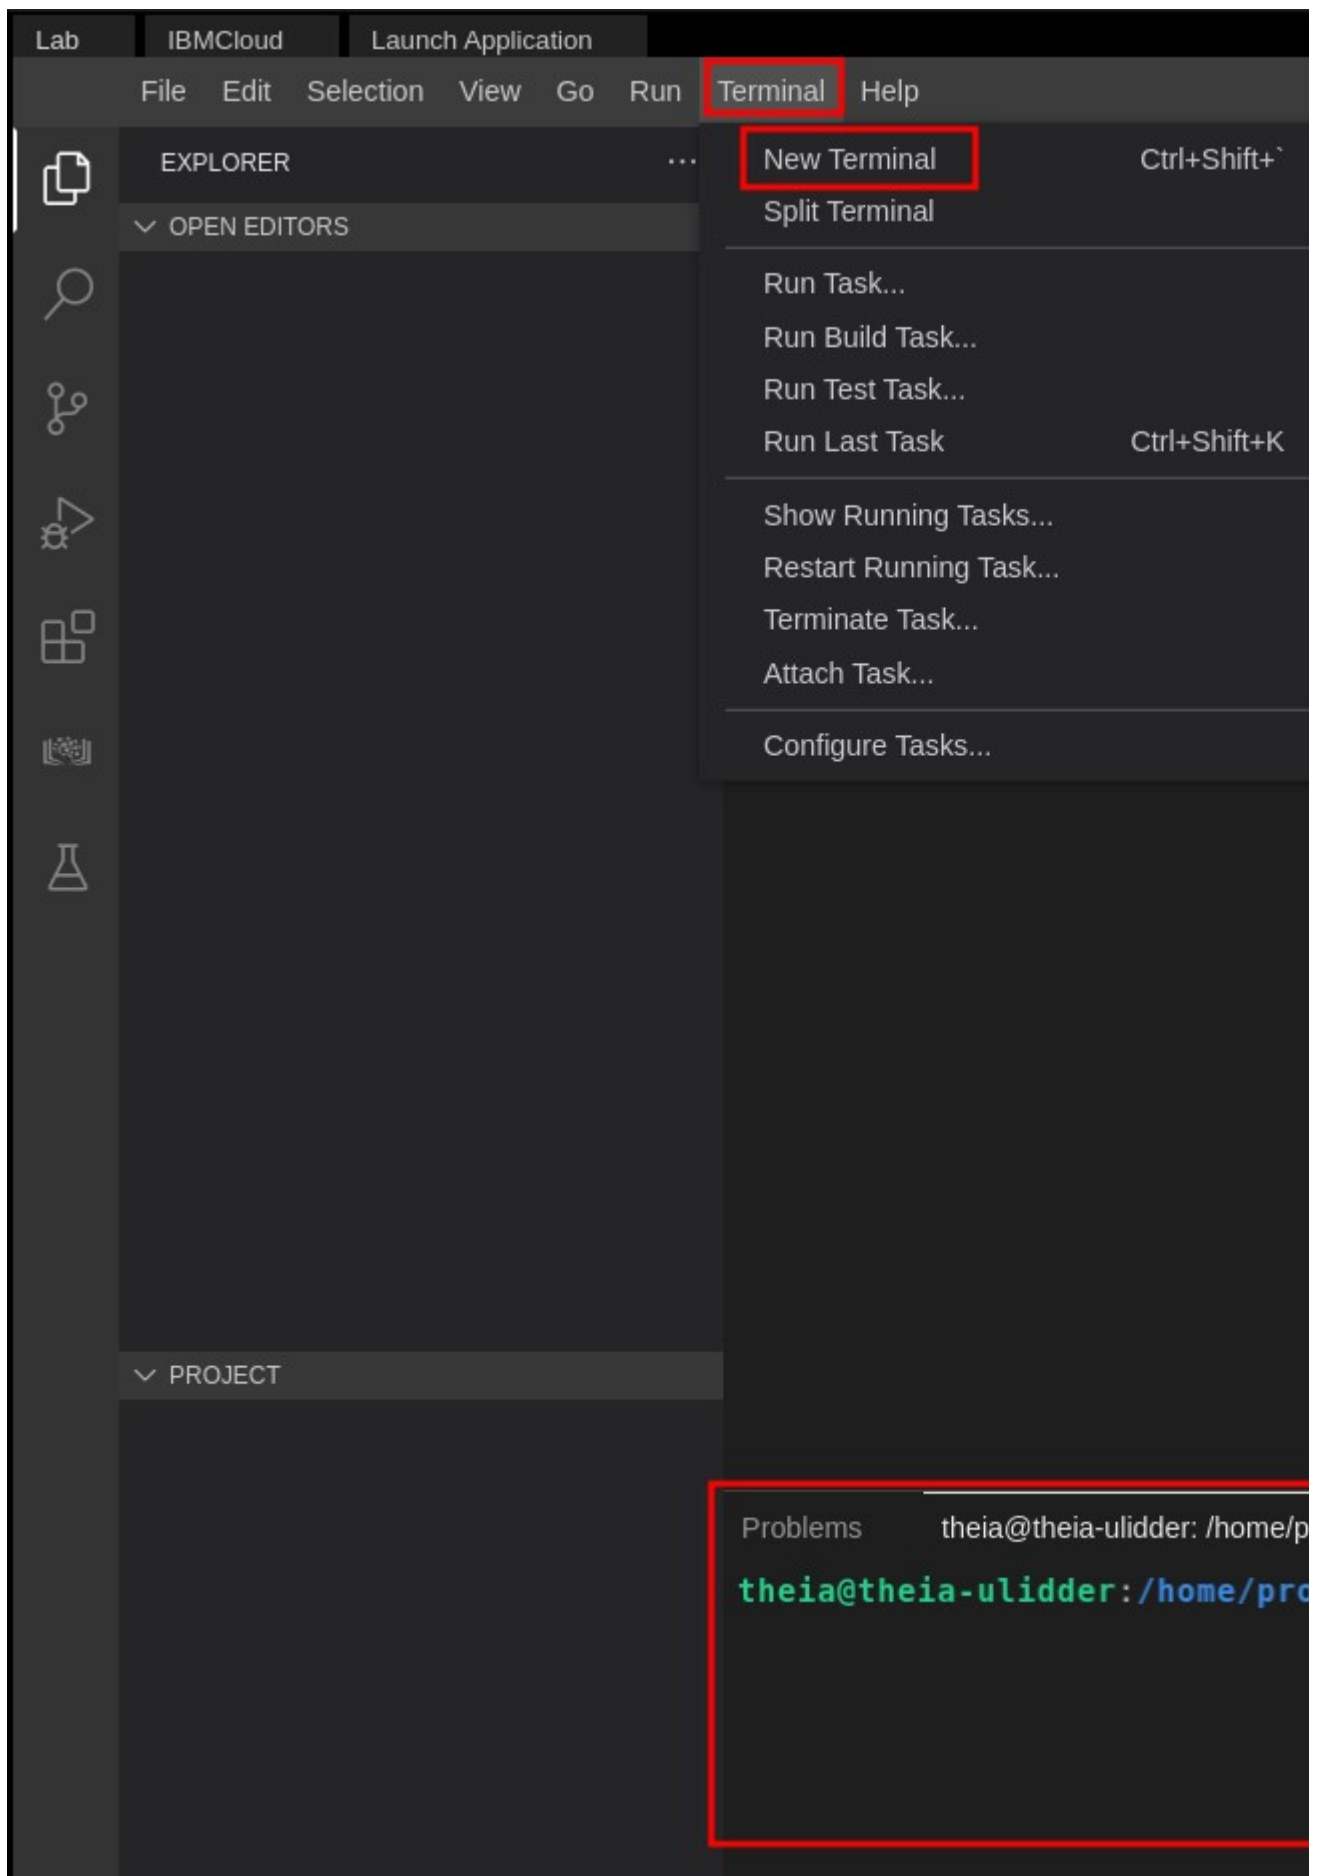 Lab IBMCloud Launch Application
File Edit Selection View Go Run Terminal Help
EXPLORER ...
OPEN EDITORS
New Terminal Ctrl+Shift+`
Split Terminal
Run Task...
Run Build Task...
Run Test Task...
Run Last Task Ctrl+Shift+K
Show Running Tasks...
Restart Running Task...
Terminate Task...
Attach Task...
Configure Tasks...
PROJECT
Problems theia@theia-ulidder: /home/p
theia@theia-ulidder:/home/pro